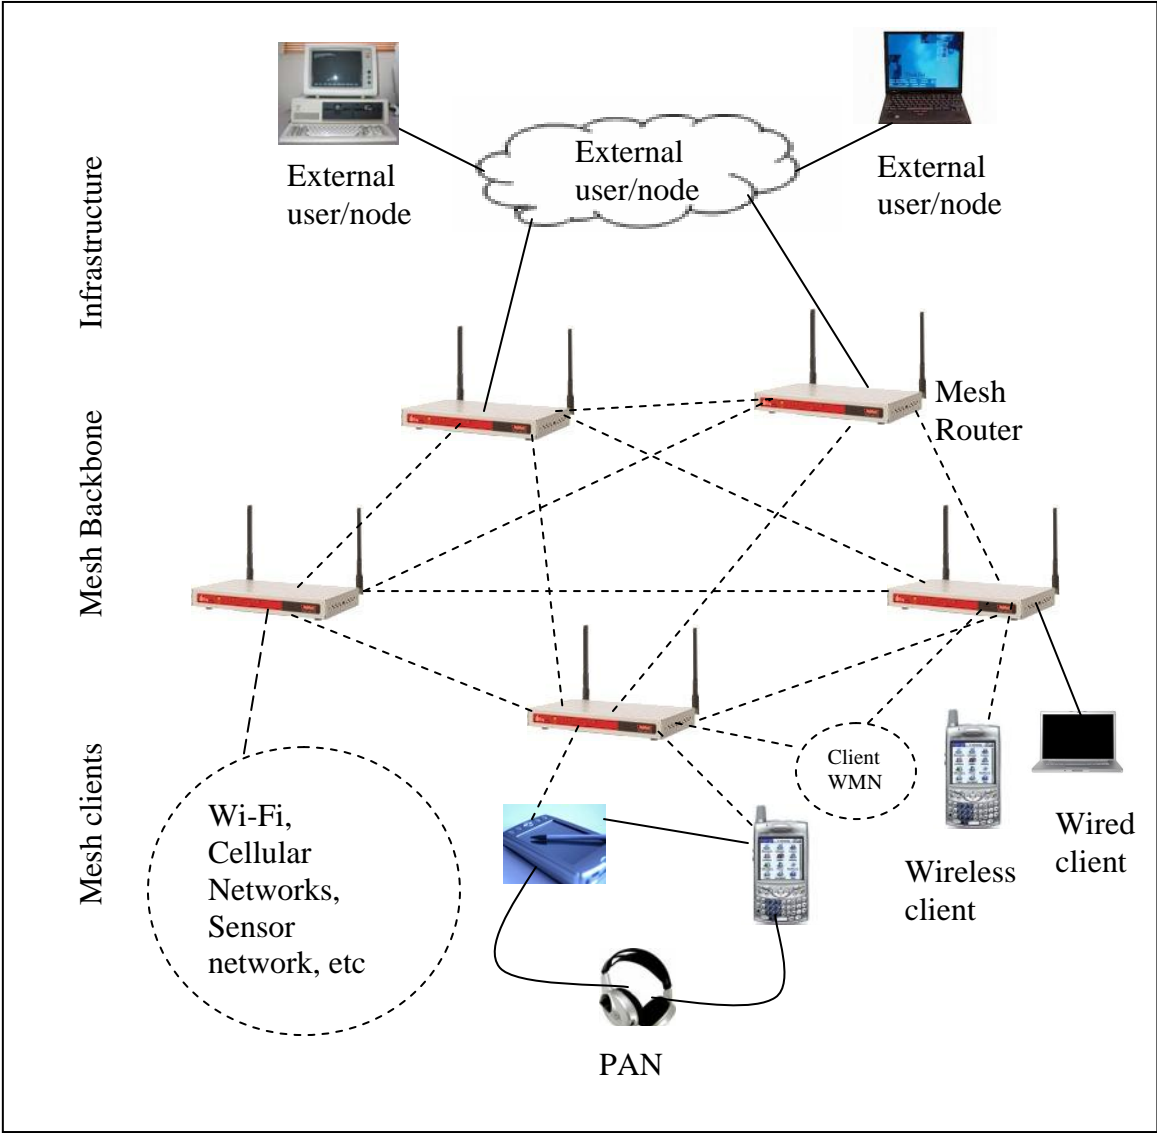 External
user/node
External
user/node
External
user/node
Infrastructure
Mesh
Router
Mesh Backbone
Client
WMN
Mesh clients
Wi-Fi,
Cellular
Networks,
Sensor
network, etc
Wireless
client
Wired
client
PAN